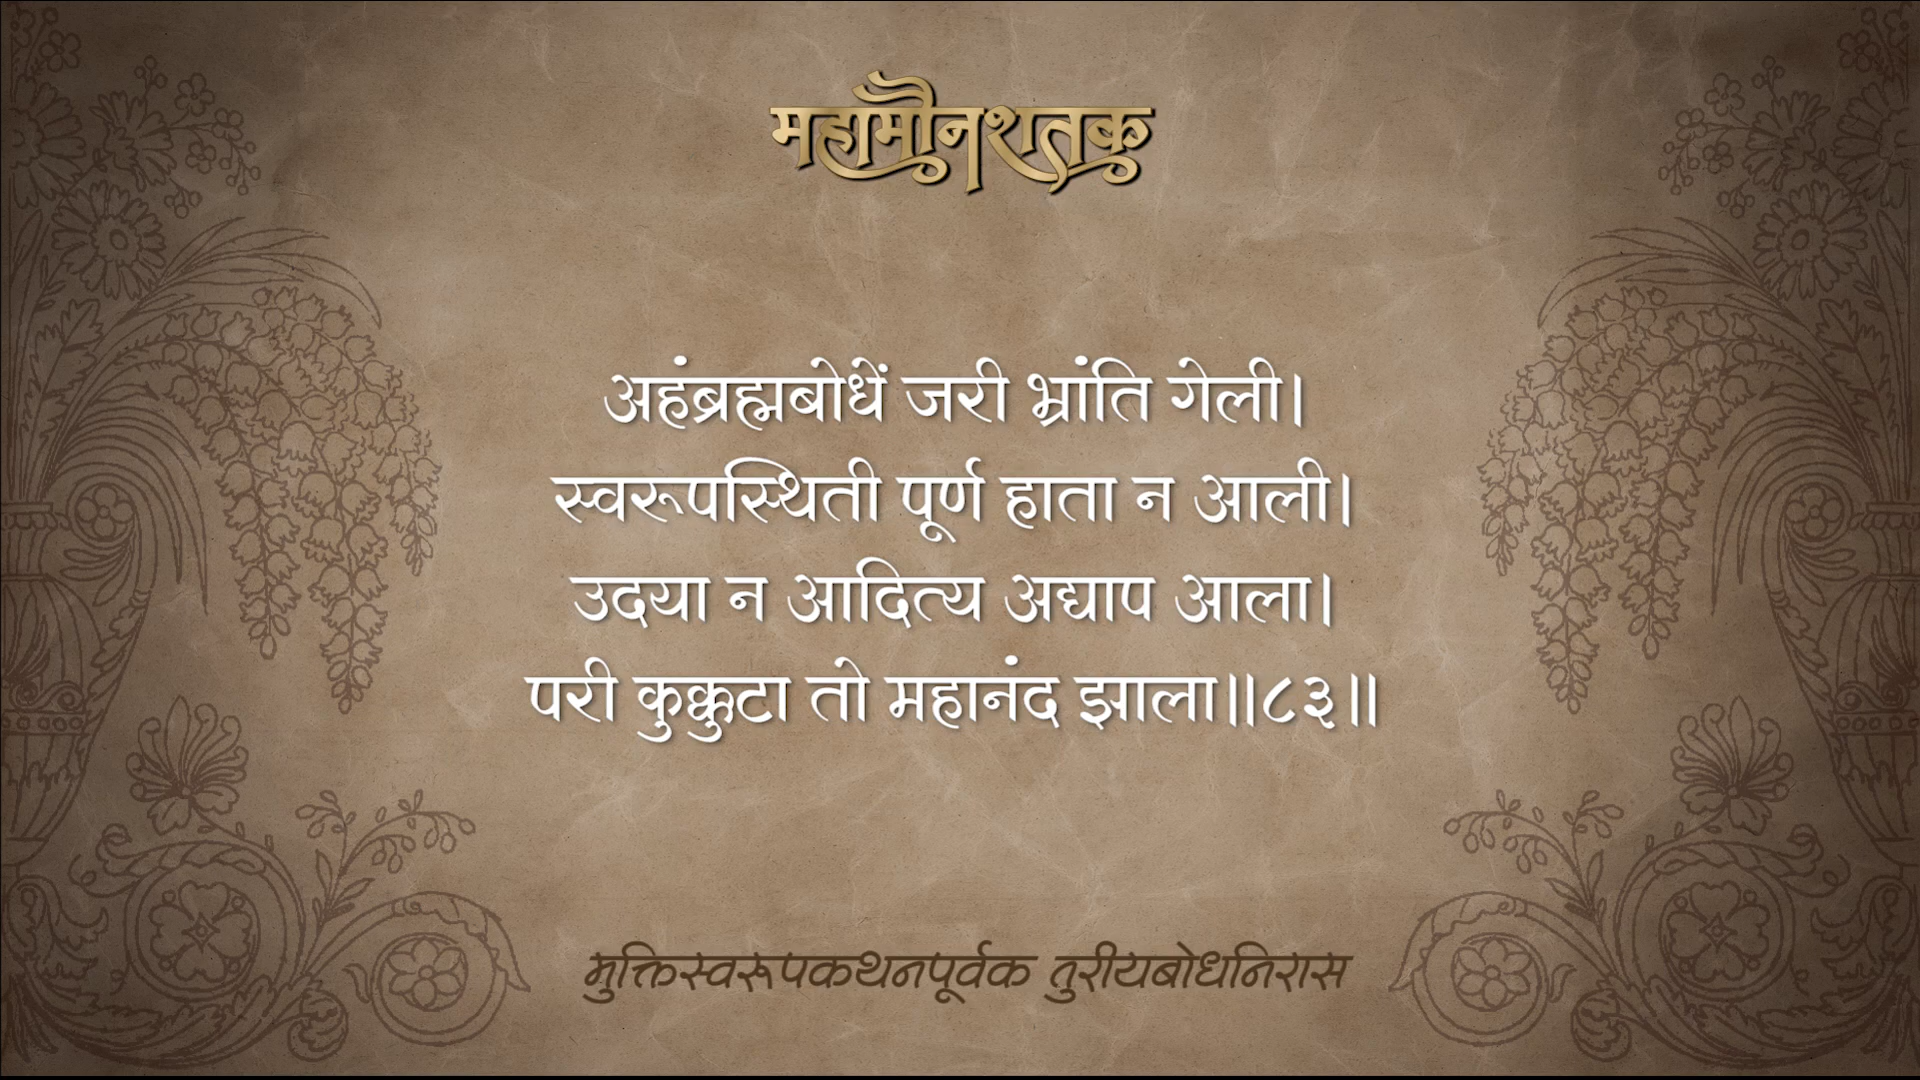 महामौनशतक
अहंब्रह्मबोधें जरी भ्रांति गेली।
स्वरूपस्थिती पूर्ण हाता न आली।
उदया न आदित्य अद्याप आला।
परी कुक्कुटा तो महानंद झाला॥८३॥
मुक्तिस्वरूपकथनपूर्वक तुरीयबोधनिरास